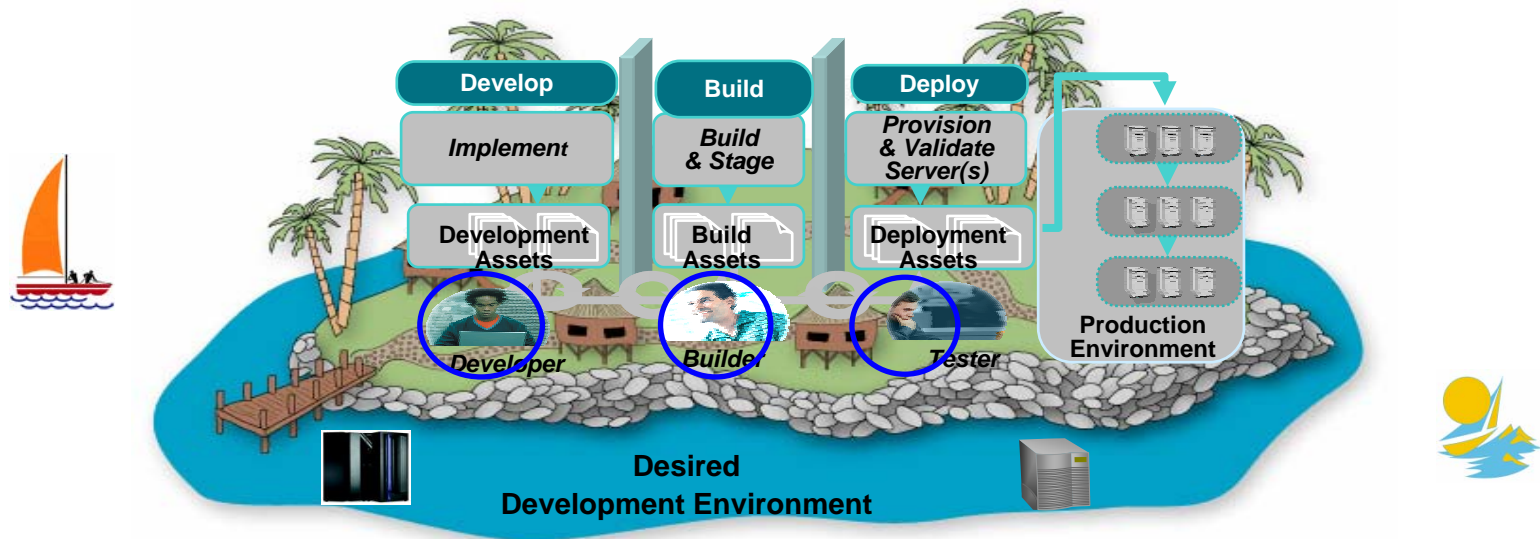 Develop
Implement
Development
Assets
Developer
Build
Build
& Stage
Build
Assets
Builder
Deploy
Provision
& Validate
Server(s)
Deployment
Assets
Tester
Production
Environment
Desired
Development Environment